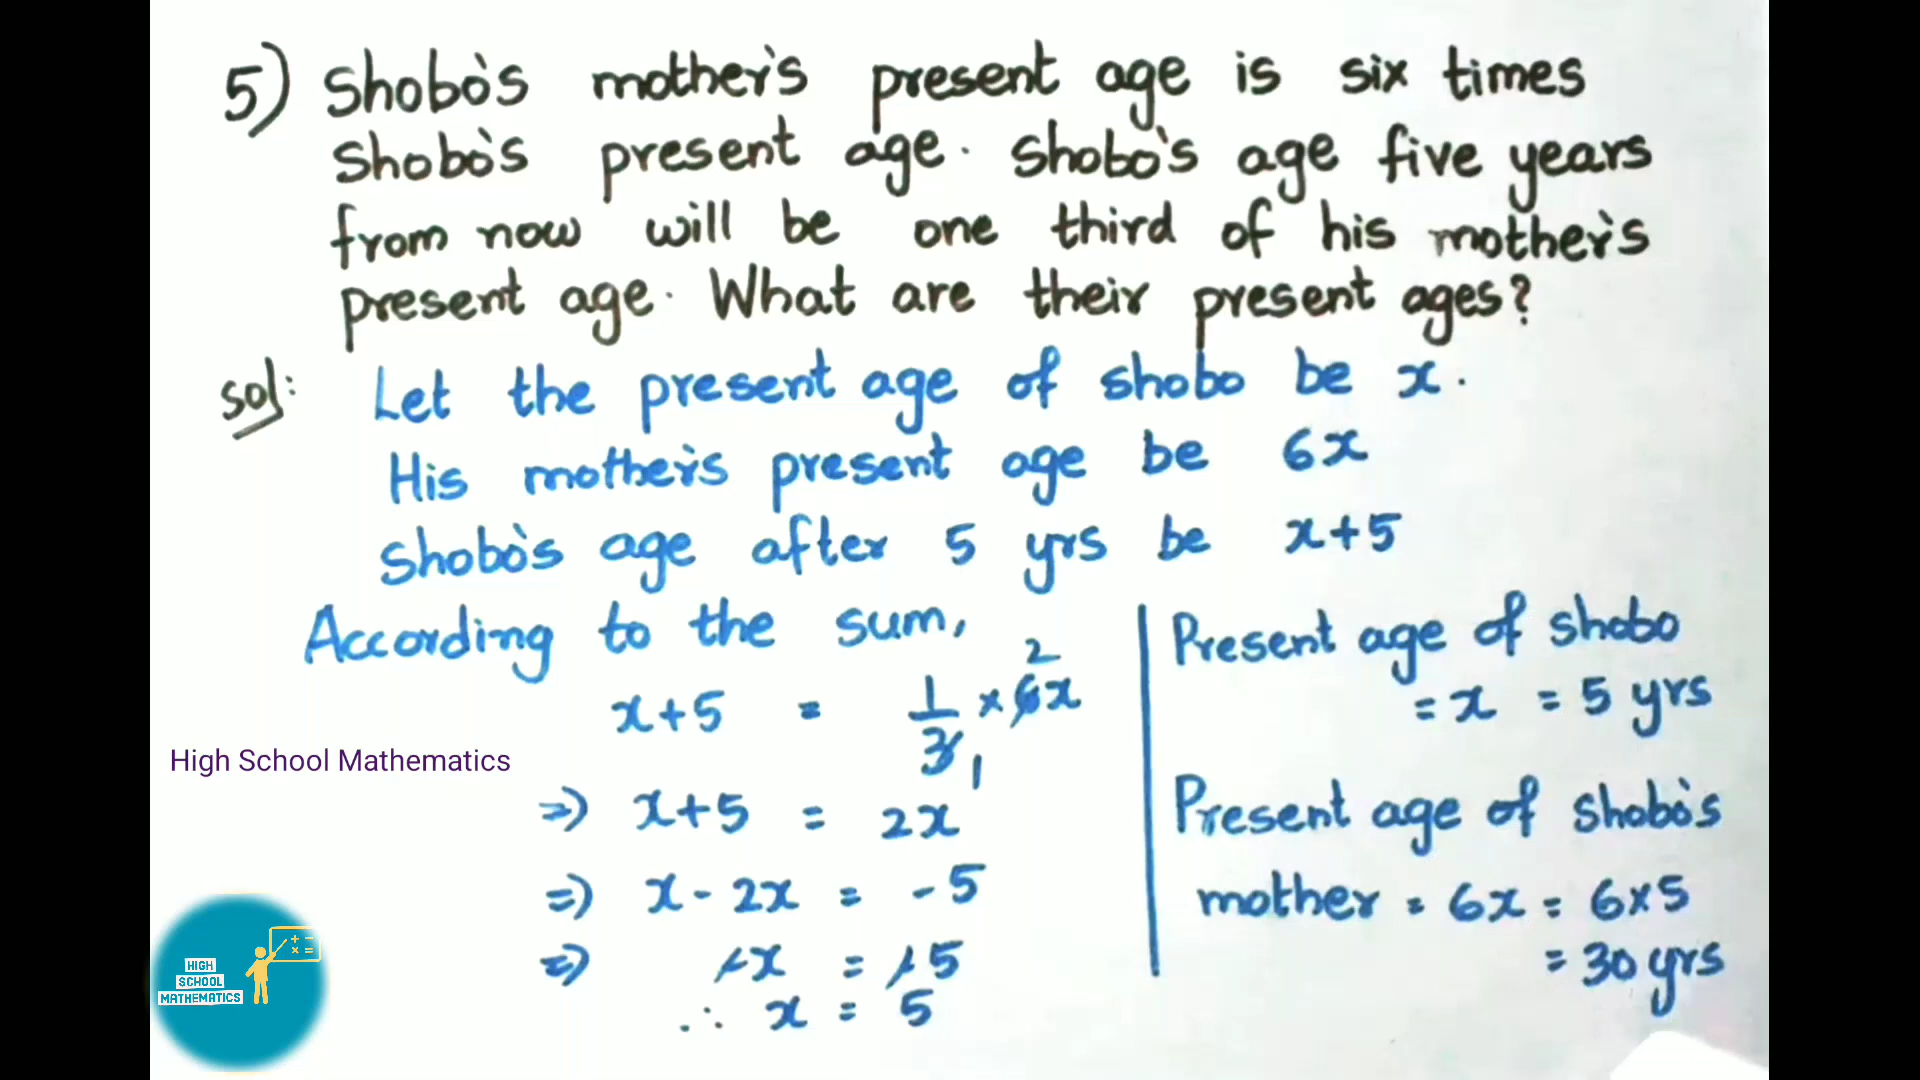 5) Shobo's mother's present age is six times
Shobo's present age. Shobo's age five years
from now will be one third of his mother's
present age. What are their present ages?
Sol: Let the present age of shobo be x.
His mother's present age be 6x
Shobo's age after 5 yrs be x+5
According to the sum,
x+5 = 1/3 × 6x
2
1
High School Mathematics
=> x+5 = 2x
=> x - 2x = -5
=> -x = -5
∴ x = 5
Present age of shobo
= x = 5 yrs
Present age of shobo's
mother = 6x = 6×5
= 30 yrs
HIGH
SCHOOL
MATHEMATICS
+ -
× =